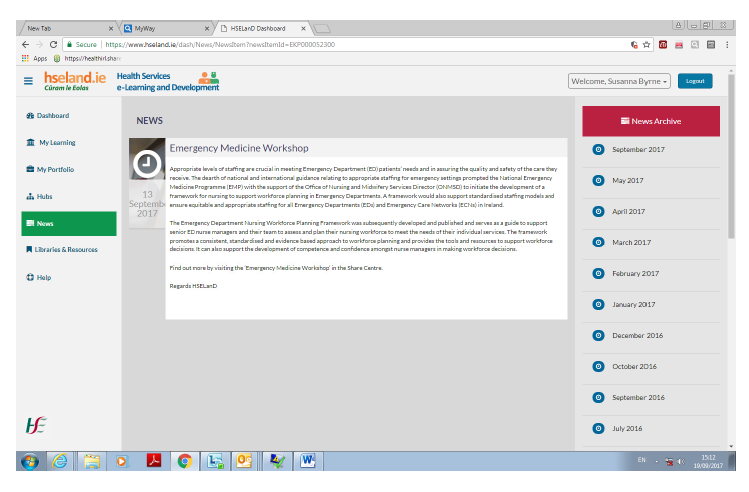 New Tab
MyWay
HSELanD Dashboard
Secure https://www.hseland.ie/dash/News/NewsItem?newsItemId=EKP000052300
Apps https://healthirl.sha
hseland.ie
Cúram le Eolas
Health Services
e-Learning and Development
Welcome, Susanna Byrne
Logout
Dashboard
My Learning
My Portfolio
Hubs
News
Libraries & Resources
Help
NEWS
13
September
2017
Emergency Medicine Workshop
Appropriate levels of staffing are crucial in meeting Emergency Department (ED) patients' needs and in assuring the quality and safety of the care they
receive. The dearth of national and international guidance relating to appropriate staffing for emergency settings prompted the National Emergency
Medicine Programme (EMP) with the support of the Office of Nursing and Midwifery Services Director (ONMSD) to initiate the development of a
framework for nursing to support workforce planning in Emergency Departments. A framework would also support standardised staffing models and
ensure equitable and appropriate staffing for all Emergency Departments (EDs) and Emergency Care Networks (ECNs) in Ireland.
The Emergency Department Nursing Workforce Planning Framework was subsequently developed and published and serves as a guide to support
senior ED nurse managers and their team to assess and plan their nursing workforce to meet the needs of their individual services. The framework
promotes a consistent, standardised and evidence based approach to workforce planning and provides the tools and resources to support workforce
decisions. It can also support the development of competence and confidence amongst nurse managers in making workforce decisions.
Find out more by visiting the 'Emergency Medicine Workshop' in the Share Centre.
Regards HSELanD
News Archive
September 2017
May 2017
April 2017
March 2017
February 2017
January 2017
December 2016
October 2016
September 2016
July 2016
EN
15:12
19/09/2017